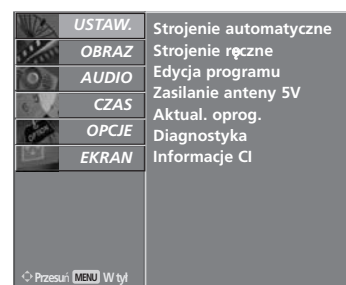 USTAW.
OBRAZ
AUDIO
CZAS
OPCJE
EKRAN
Strojenie automatyczne
Strojenie ręczne
Edycja programu
Zasilanie anteny 5V
Aktual. oprog.
Diagnostyka
Informacje CI
Przesuń MENU W tył